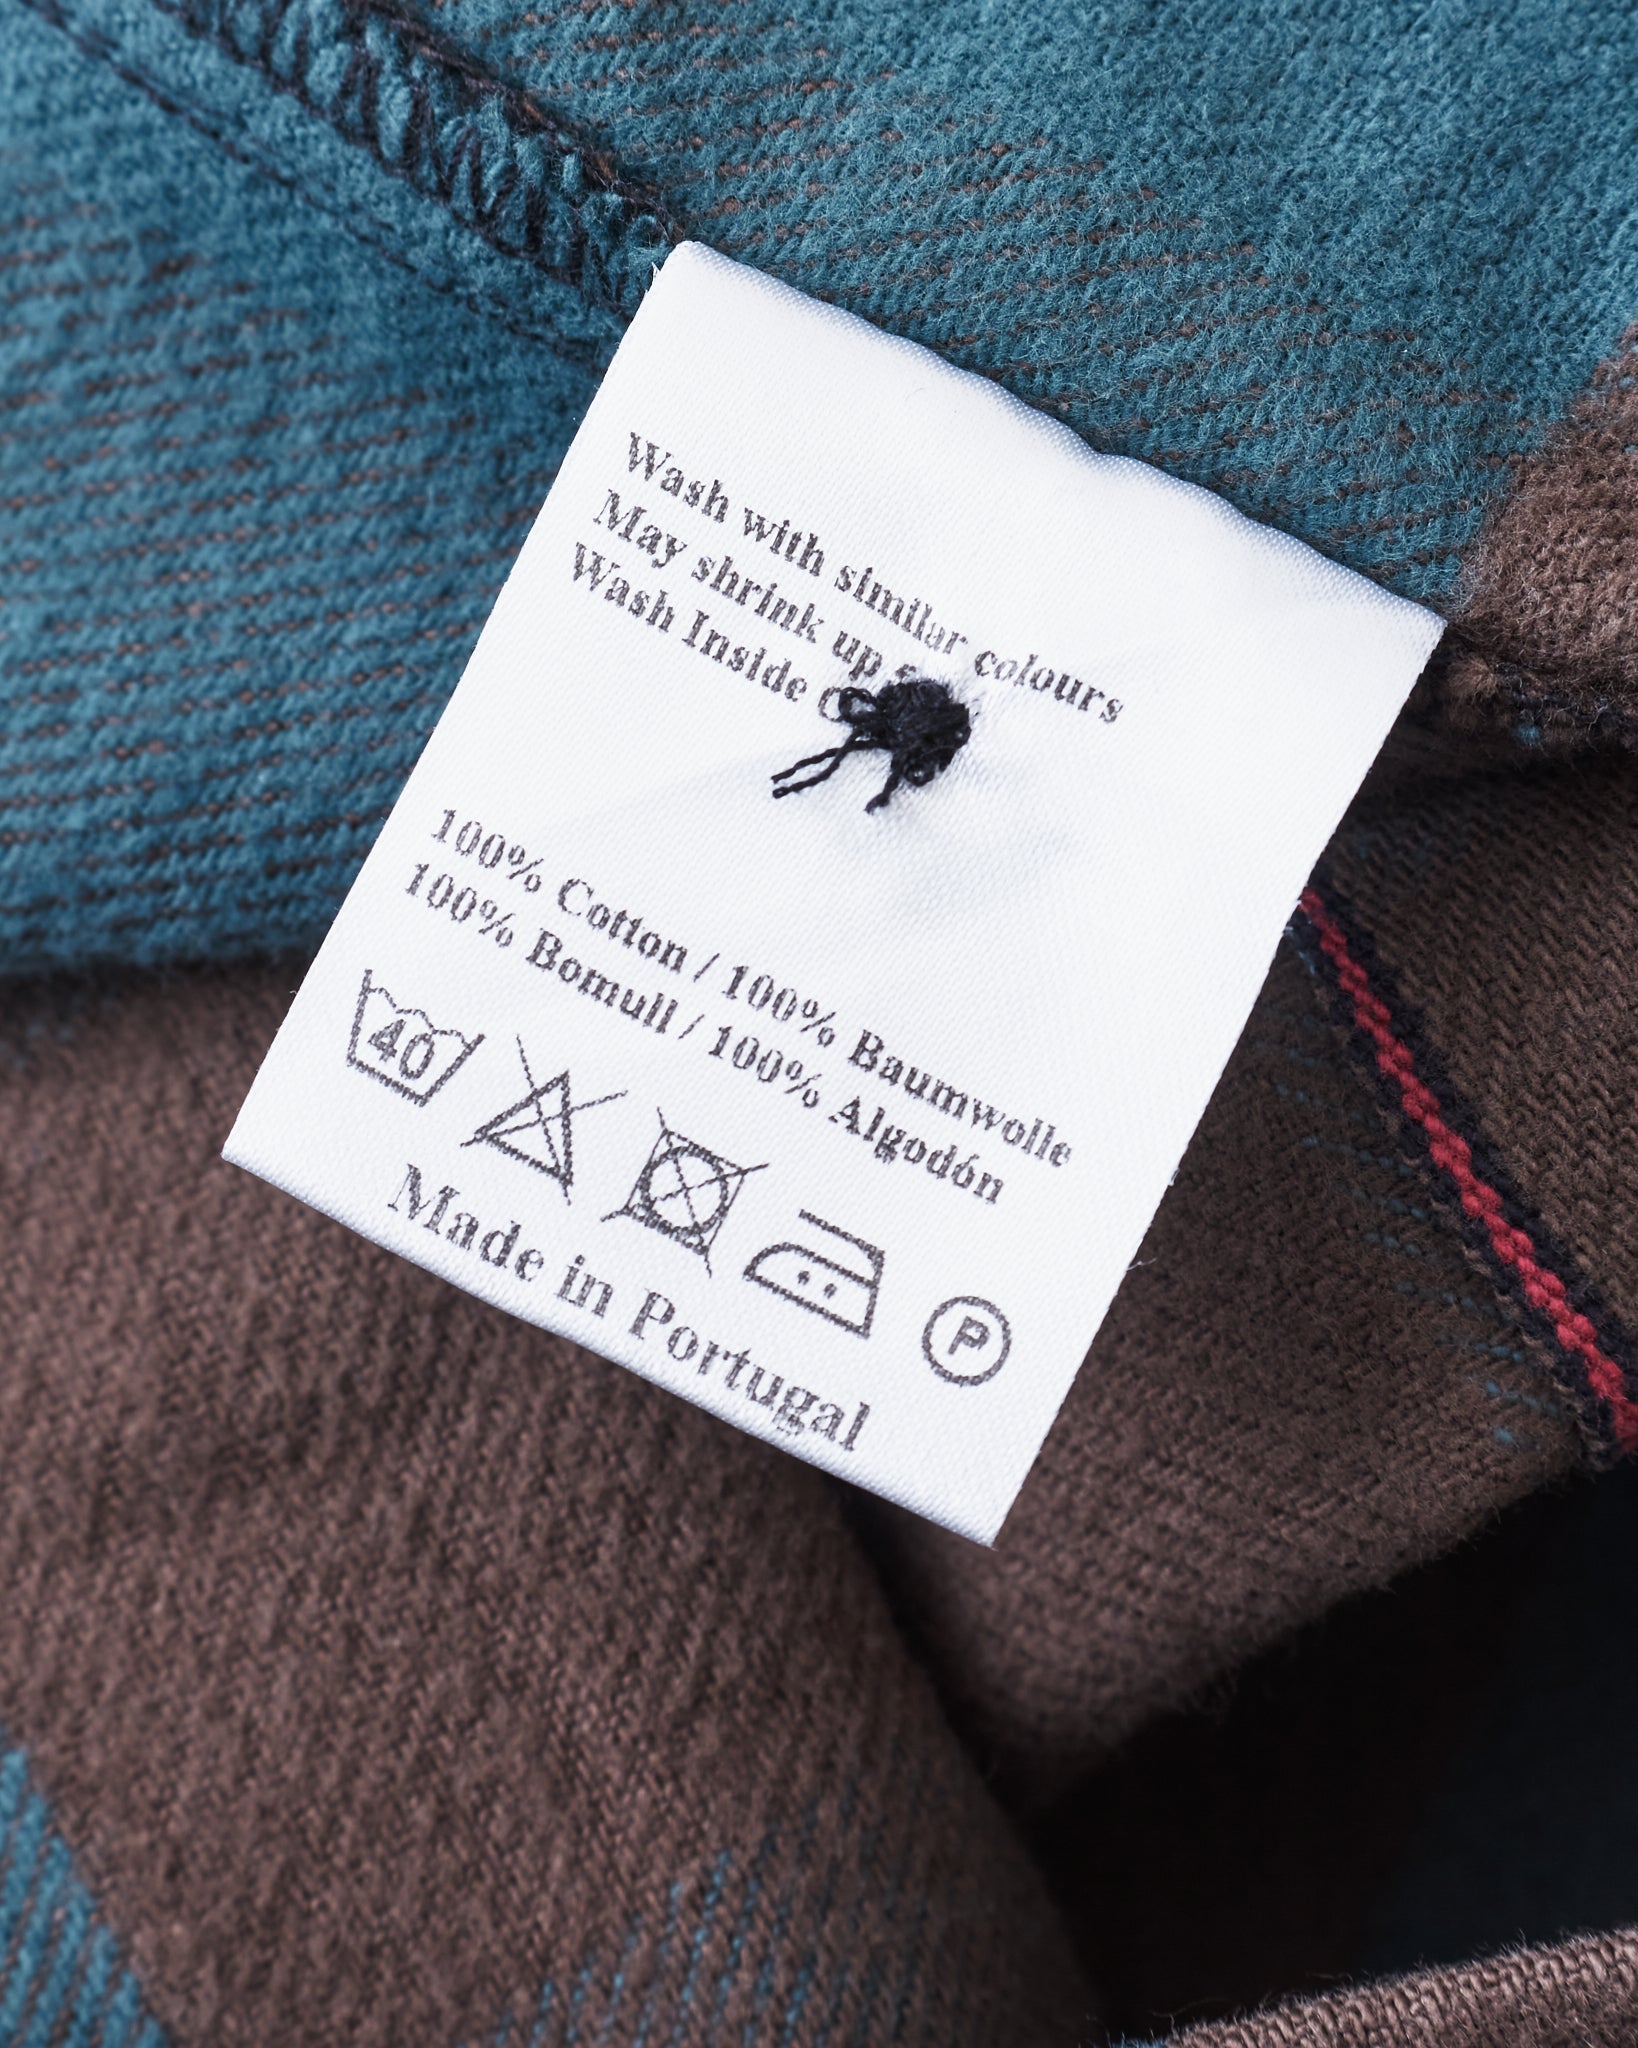 Wash with similar colours
May shrink up
Wash Inside
100% Cotton / 100% Baumwolle
100% Bomull / 100% Algodón
40
P
Made in Portugal